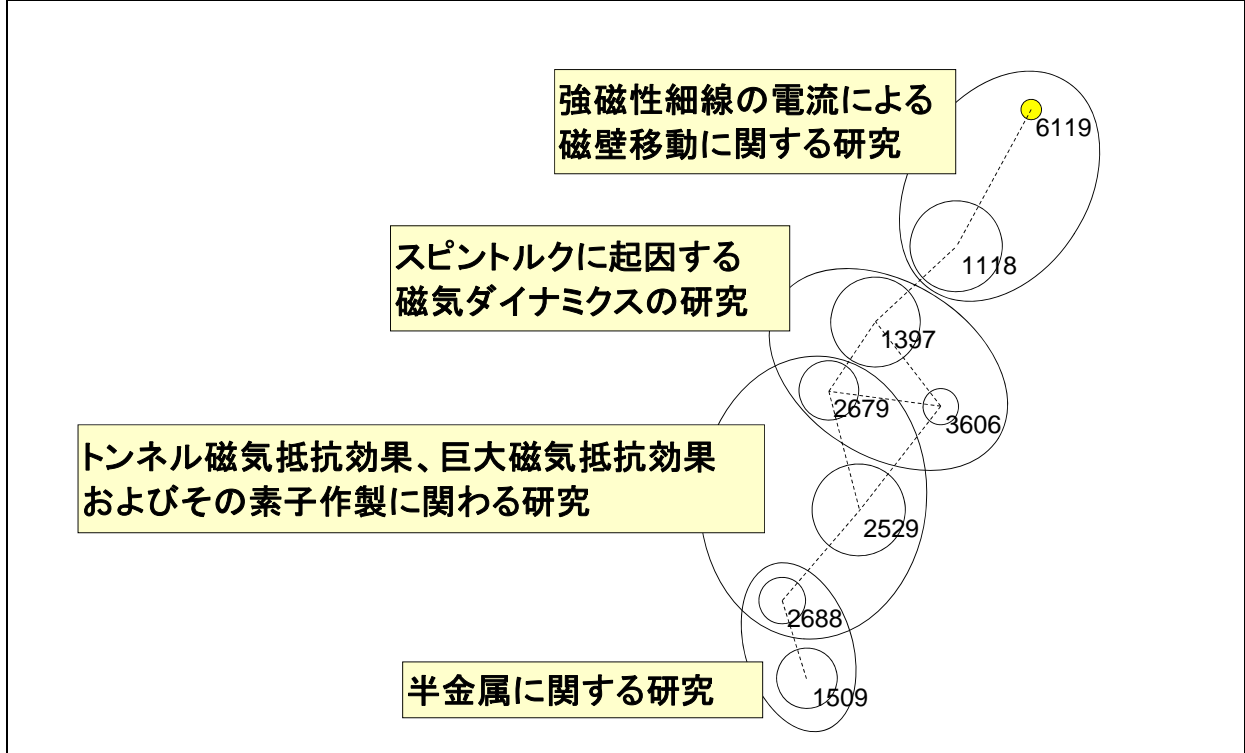 強磁性細線の電流による
磁壁移動に関する研究
6119
1118
スピントルクに起因する
磁気ダイナミクスの研究
1397
2679
3606
トンネル磁気抵抗効果、巨大磁気抵抗効果
およびその素子作製に関わる研究
2529
2688
半金属に関する研究
1509